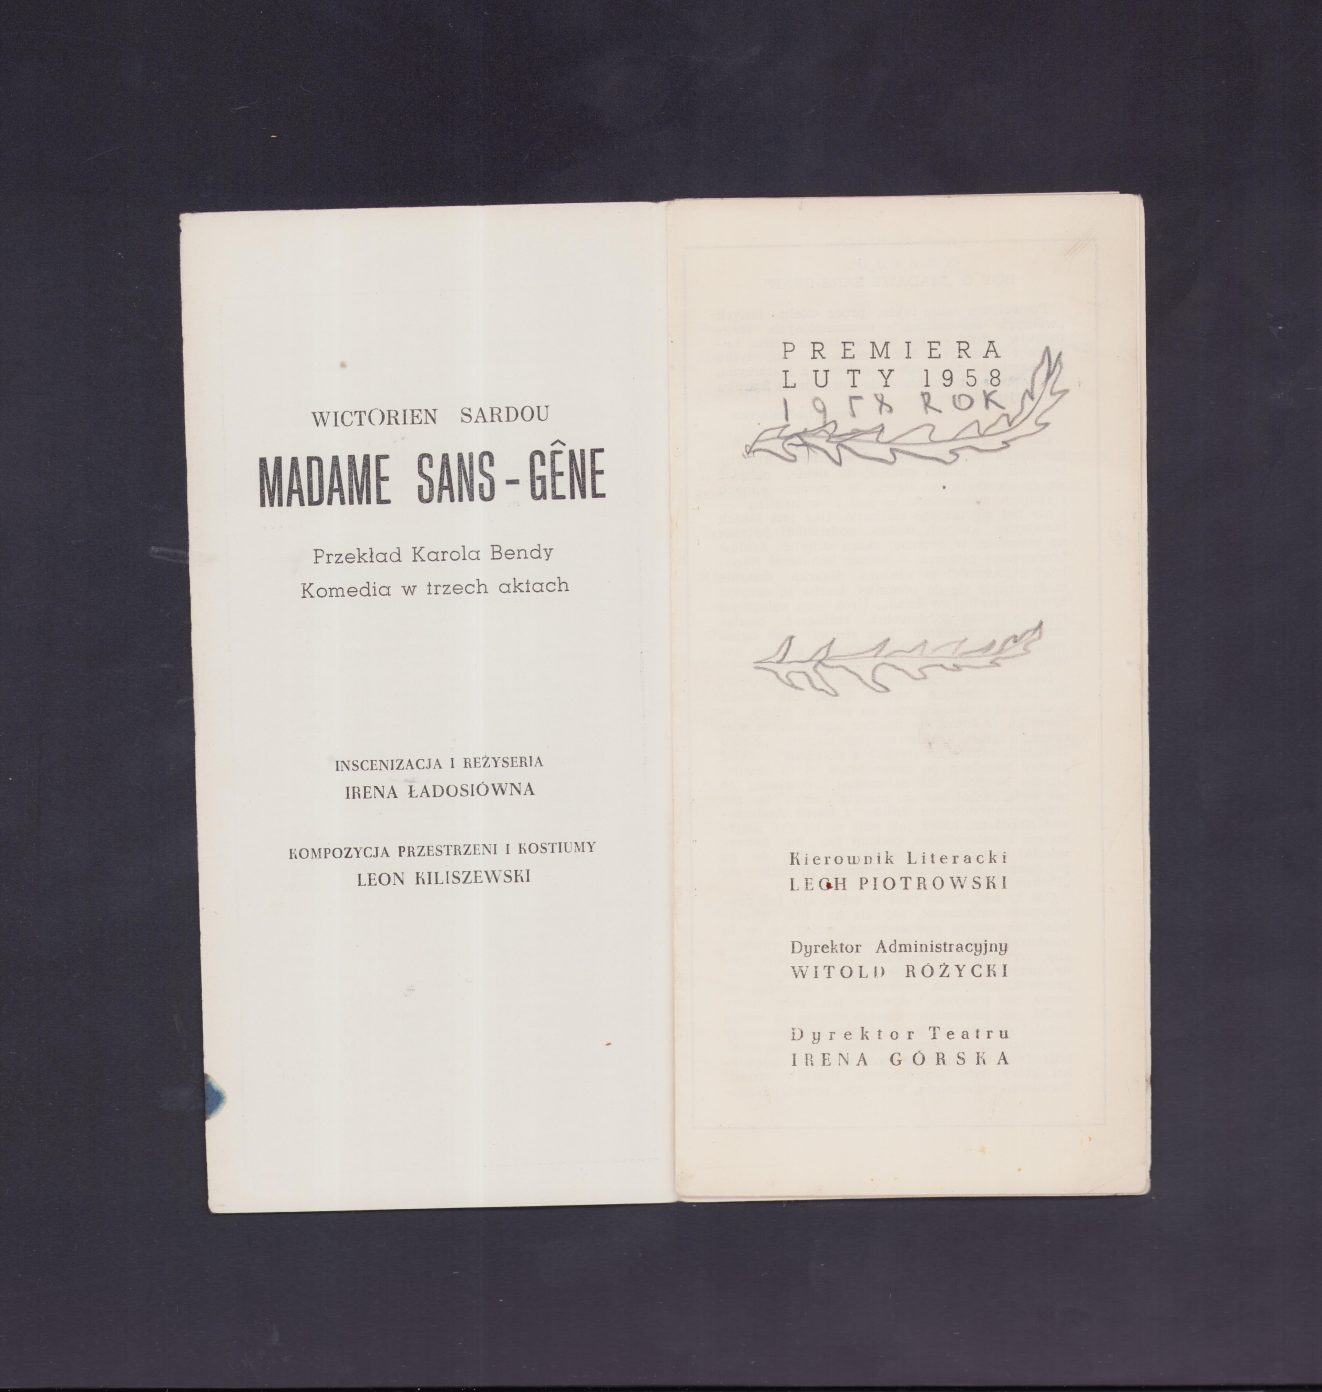 WICTORIEN SARDOU
MADAME SANS-GÊNE
Przekład Karola Bendy
Komedia w trzech aktach
INSCENIZACJA I REŻYSERIA
IRENA ŁADOSIÓWNA
KOMPOZYCJA PRZESTRZENI I KOSTIUMY
LEON KILISZEWSKI
PREMIERA
LUTY 1958
1958 ROK
Kierownik Literacki
LECH PIOTROWSKI
Dyrektor Administracyjny
WITOLD RÓŻYCKI
Dyrektor Teatru
IRENA GÓRSKA